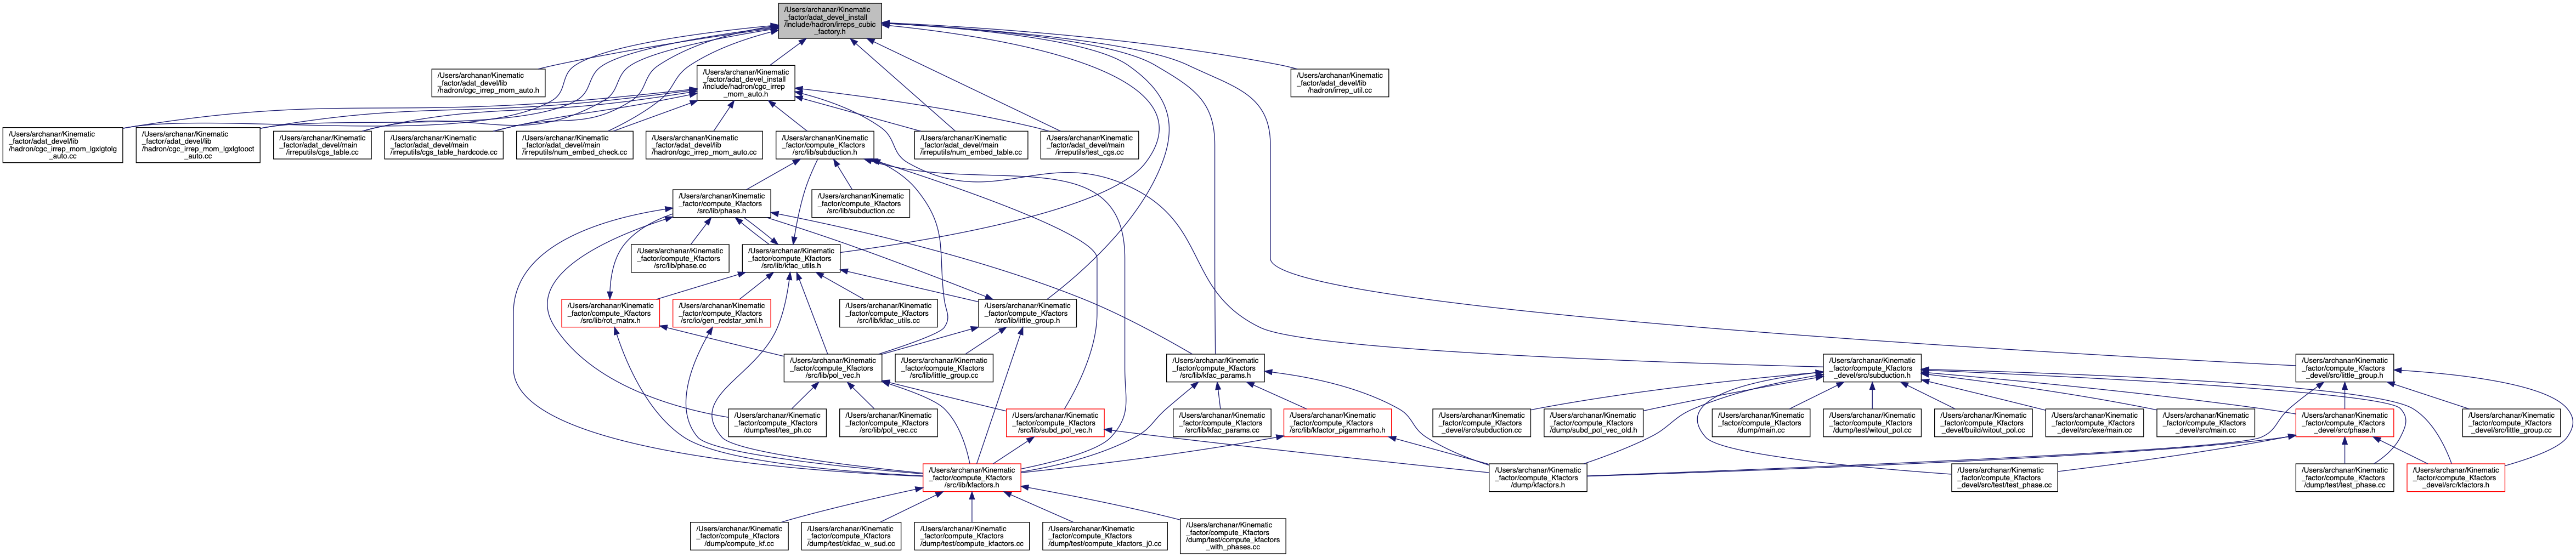 /Users/archanar/Kinematic
_factor/adat_devel_install
/include/hadron/irreps_cubic
_factory.h
/Users/archanar/Kinematic
_factor/adat_devel/lib
/hadron/cgc_irrep_mom_auto.h
/Users/archanar/Kinematic
_factor/adat_devel_install
/include/hadron/cgc_irrep
_mom_auto.h
/Users/archanar/Kinematic
_factor/adat_devel/lib
/hadron/irrep_util.cc
/Users/archanar/Kinematic
_factor/adat_devel/lib
/hadron/cgc_irrep_mom_lgxlgtolg
_auto.cc
/Users/archanar/Kinematic
_factor/adat_devel/lib
/hadron/cgc_irrep_mom_lgxlgtooct
_auto.cc
/Users/archanar/Kinematic
_factor/adat_devel/main
/irreputils/cgs_table.cc
/Users/archanar/Kinematic
_factor/adat_devel/main
/irreputils/cgs_table_hardcode.cc
/Users/archanar/Kinematic
_factor/adat_devel/main
/irreputils/num_embed_check.cc
/Users/archanar/Kinematic
_factor/adat_devel/lib
/hadron/cgc_irrep_mom_auto.cc
/Users/archanar/Kinematic
_factor/compute_Kfactors
/src/lib/subduction.h
/Users/archanar/Kinematic
_factor/adat_devel/main
/irreputils/num_embed_table.cc
/Users/archanar/Kinematic
_factor/adat_devel/main
/irreputils/test_cgs.cc
/Users/archanar/Kinematic
_factor/compute_Kfactors
/src/lib/phase.h
/Users/archanar/Kinematic
_factor/compute_Kfactors
/src/lib/subduction.cc
/Users/archanar/Kinematic
_factor/compute_Kfactors
/src/lib/phase.cc
/Users/archanar/Kinematic
_factor/compute_Kfactors
/src/lib/kfac_utils.h
/Users/archanar/Kinematic
_factor/compute_Kfactors
/src/lib/rot_matrx.h
/Users/archanar/Kinematic
_factor/compute_Kfactors
/src/io/gen_redstar_xml.h
/Users/archanar/Kinematic
_factor/compute_Kfactors
/src/lib/kfac_utils.cc
/Users/archanar/Kinematic
_factor/compute_Kfactors
/src/lib/little_group.h
/Users/archanar/Kinematic
_factor/compute_Kfactors
/src/lib/pol_vec.h
/Users/archanar/Kinematic
_factor/compute_Kfactors
/src/lib/little_group.cc
/Users/archanar/Kinematic
_factor/compute_Kfactors
/src/lib/kfac_params.h
/Users/archanar/Kinematic
_factor/compute_Kfactors
_devel/src/subduction.h
/Users/archanar/Kinematic
_factor/compute_Kfactors
_devel/src/little_group.h
/Users/archanar/Kinematic
_factor/compute_Kfactors
/dump/test/tes_ph.cc
/Users/archanar/Kinematic
_factor/compute_Kfactors
/src/lib/pol_vec.cc
/Users/archanar/Kinematic
_factor/compute_Kfactors
/src/lib/subd_pol_vec.h
/Users/archanar/Kinematic
_factor/compute_Kfactors
/src/lib/kfac_params.cc
/Users/archanar/Kinematic
_factor/compute_Kfactors
/src/lib/kfactor_pigammarho.h
/Users/archanar/Kinematic
_factor/compute_Kfactors
_devel/src/subduction.cc
/Users/archanar/Kinematic
_factor/compute_Kfactors
/dump/subd_pol_vec_old.h
/Users/archanar/Kinematic
_factor/compute_Kfactors
/dump/main.cc
/Users/archanar/Kinematic
_factor/compute_Kfactors
/dump/test/witout_pol.cc
/Users/archanar/Kinematic
_factor/compute_Kfactors
_devel/build/witout_pol.cc
/Users/archanar/Kinematic
_factor/compute_Kfactors
_devel/src/exe/main.cc
/Users/archanar/Kinematic
_factor/compute_Kfactors
_devel/src/main.cc
/Users/archanar/Kinematic
_factor/compute_Kfactors
_devel/src/phase.h
/Users/archanar/Kinematic
_factor/compute_Kfactors
_devel/src/little_group.cc
/Users/archanar/Kinematic
_factor/compute_Kfactors
/src/lib/kfactors.h
/Users/archanar/Kinematic
_factor/compute_Kfactors
/dump/kfactors.h
/Users/archanar/Kinematic
_factor/compute_Kfactors
_devel/src/test/test_phase.cc
/Users/archanar/Kinematic
_factor/compute_Kfactors
/dump/test/test_phase.cc
/Users/archanar/Kinematic
_factor/compute_Kfactors
_devel/src/kfactors.h
/Users/archanar/Kinematic
_factor/compute_Kfactors
/dump/compute_kf.cc
/Users/archanar/Kinematic
_factor/compute_Kfactors
/dump/test/ckfac_w_sud.cc
/Users/archanar/Kinematic
_factor/compute_Kfactors
/dump/test/compute_kfactors.cc
/Users/archanar/Kinematic
_factor/compute_Kfactors
/dump/test/compute_kfactors_j0.cc
/Users/archanar/Kinematic
_factor/compute_Kfactors
/dump/test/compute_kfactors
_with_phases.cc